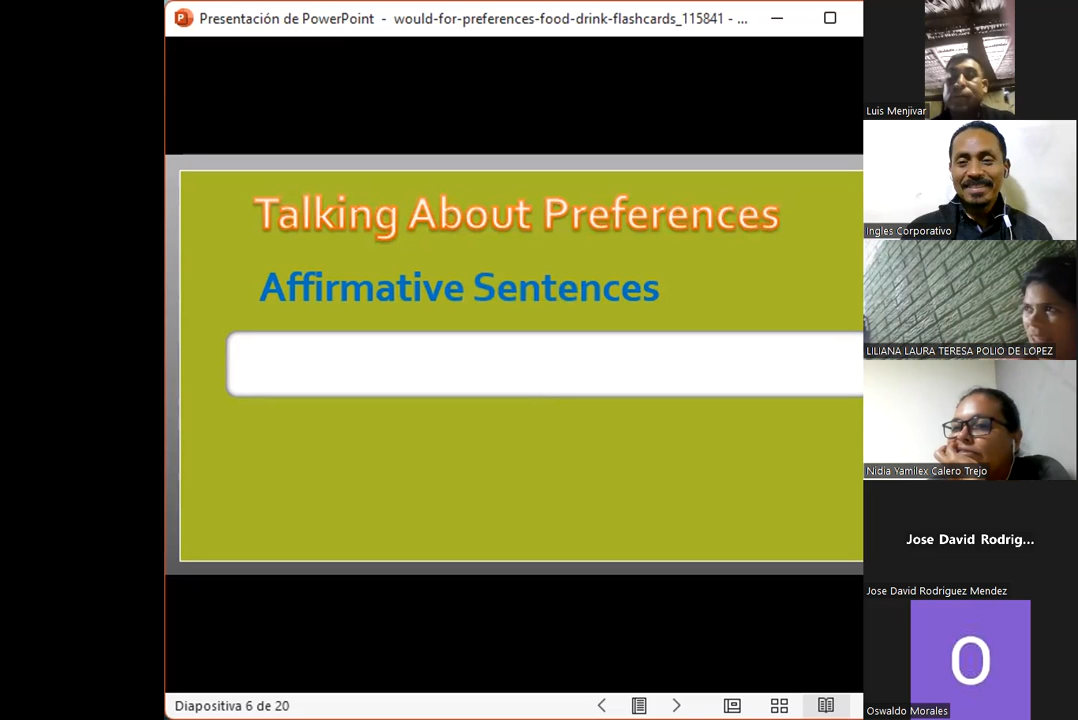 Presentación de PowerPoint - would-for-preferences-food-drink-flashcards_115841 - ...
Talking About Preferences
Affirmative Sentences
Diapositiva 6 de 20
Luis Menjivar
Ingles Corporativo
LILIANA LAURA TERESA POLIO DE LOPEZ
Nidia Yamilex Calero Trejo
Jose David Rodrig...
Jose David Rodriguez Mendez
O
Oswaldo Morales